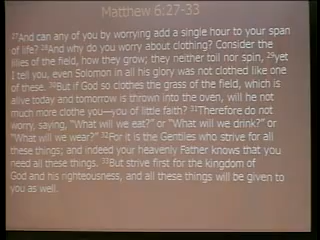 Matthew 6:27-33
27And can any of you by worrying add a single hour to your span
of life? 28And why do you worry about clothing? Consider the
lilies of the field, how they grow; they neither toil nor spin, 29yet
I tell you, even Solomon in all his glory was not clothed like one
of these. 30But if God so clothes the grass of the field, which is
alive today and tomorrow is thrown into the oven, will he not
much more clothe you—you of little faith? 31Therefore do not
worry, saying, "What will we eat?" or "What will we drink?" or
"What will we wear?" 32For it is the Gentiles who strive for all
these things; and indeed your heavenly Father knows that you
need all these things. 33But strive first for the kingdom of
God and his righteousness, and all these things will be given to
you as well.